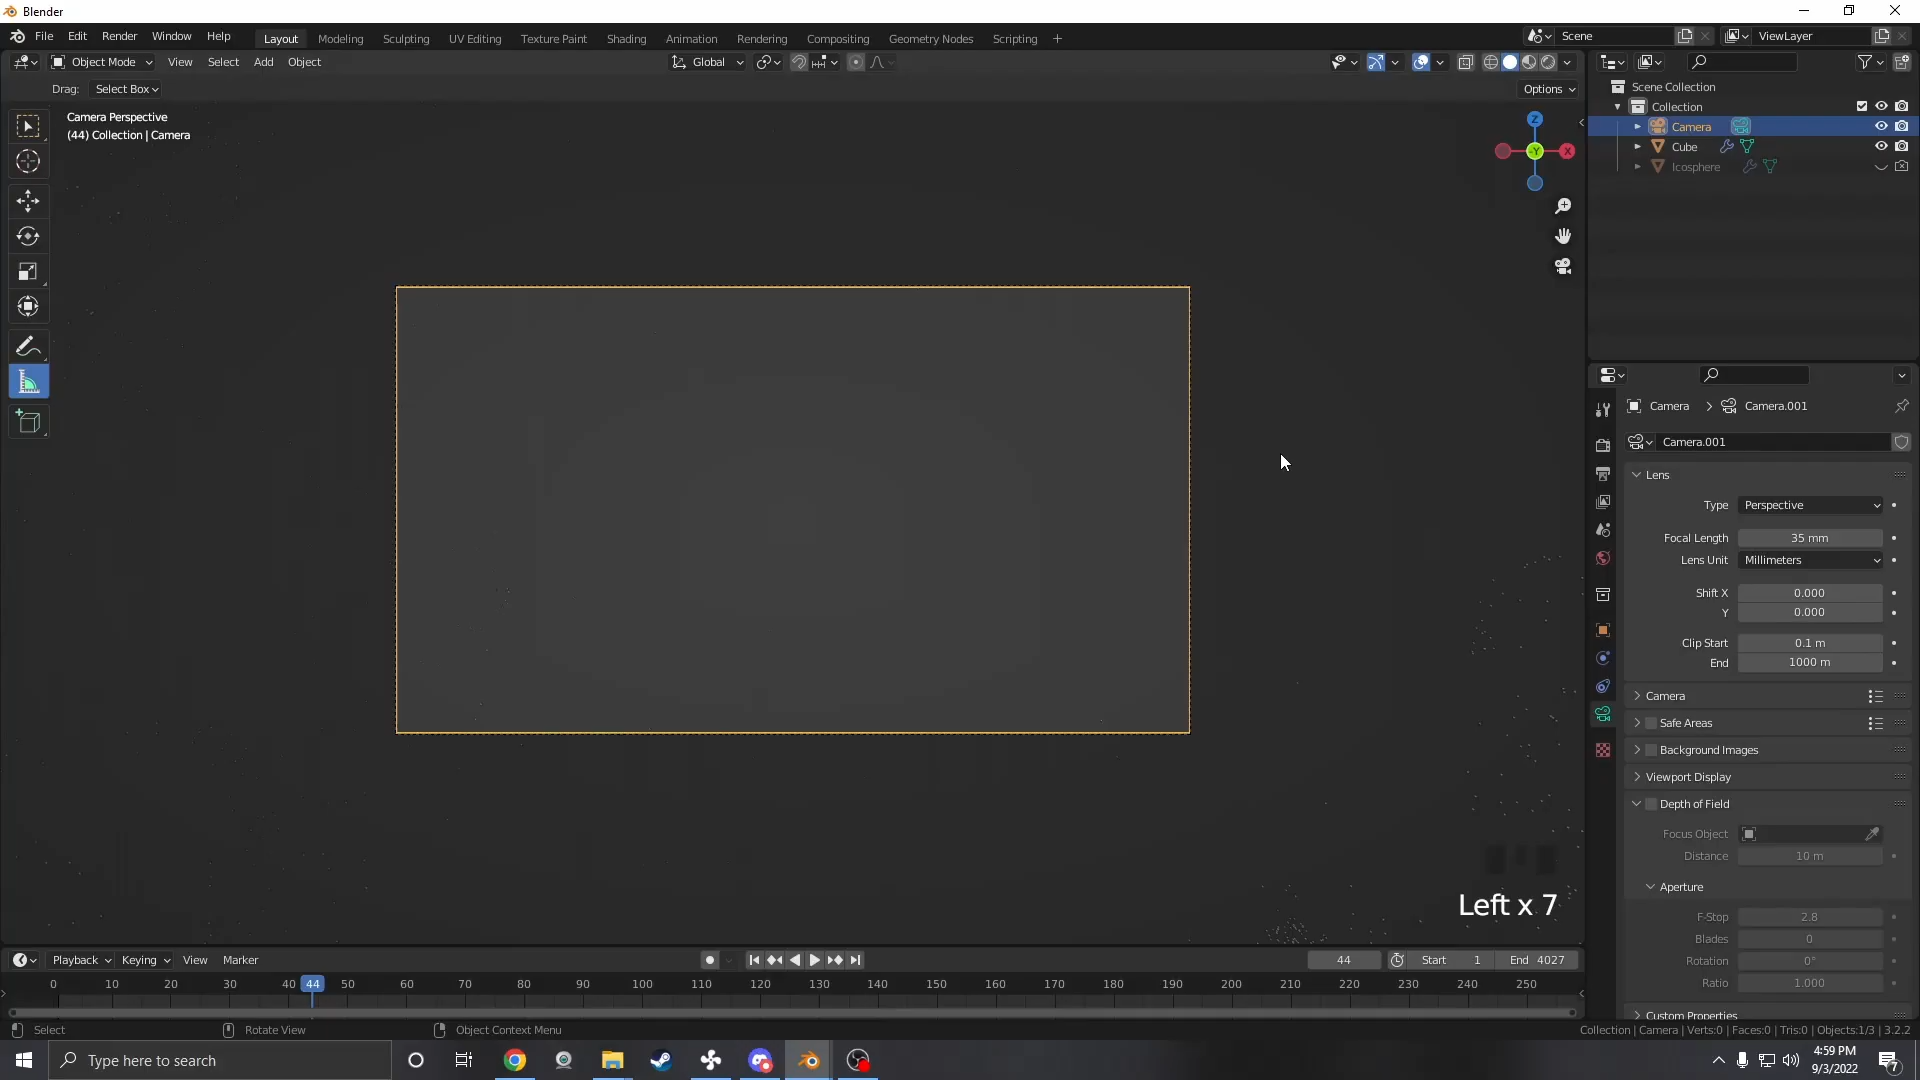 Blender
File Edit Render Window Help
Layout Modeling Sculpting UV Editing Texture Paint Shading Animation Rendering Compositing Geometry Nodes Scripting +
Scene
ViewLayer
Object Mode View Select Add Object
Global
Drag: Select Box
Options
Camera Perspective
(44) Collection | Camera
Z
-Y
X
Scene Collection
Collection
Camera
Cube
Icosphere
Camera > Camera.001
Camera.001
Lens
Type Perspective
Focal Length 35 mm
Lens Unit Millimeters
Shift X 0.000
Y 0.000
Clip Start 0.1 m
End 1000 m
Camera
Safe Areas
Background Images
Viewport Display
Depth of Field
Focus Object
Distance 10 m
Aperture
F-Stop 2.8
Blades 0
Rotation 0°
Ratio 1.000
Custom Properties
Left x 7
Playback Keying View Marker
44 Start 1 End 4027
0 10 20 30 40 44 50 60 70 80 90 100 110 120 130 140 150 160 170 180 190 200 210 220 230 240 250
Select Rotate View Object Context Menu
Collection | Camera | Verts:0 | Faces:0 | Tris:0 | Objects:1/3 | 3.2.2
Type here to search
4:59 PM
9/3/2022
7